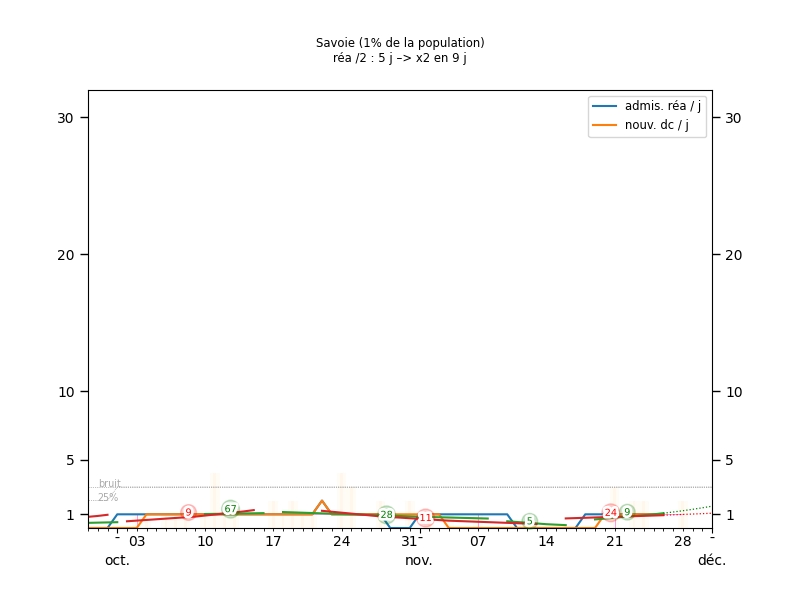 Savoie (1% de la population)
réa /2 : 5 j –> x2 en 9 j
admis. réa / j
nouv. dc / j
30
30
20
20
10
10
5
5
1
1
bruit
25%
9
67
28
11
5
24
9
- 03 10 17 24 31 - 07 14 21 28 -
oct. nov. déc.